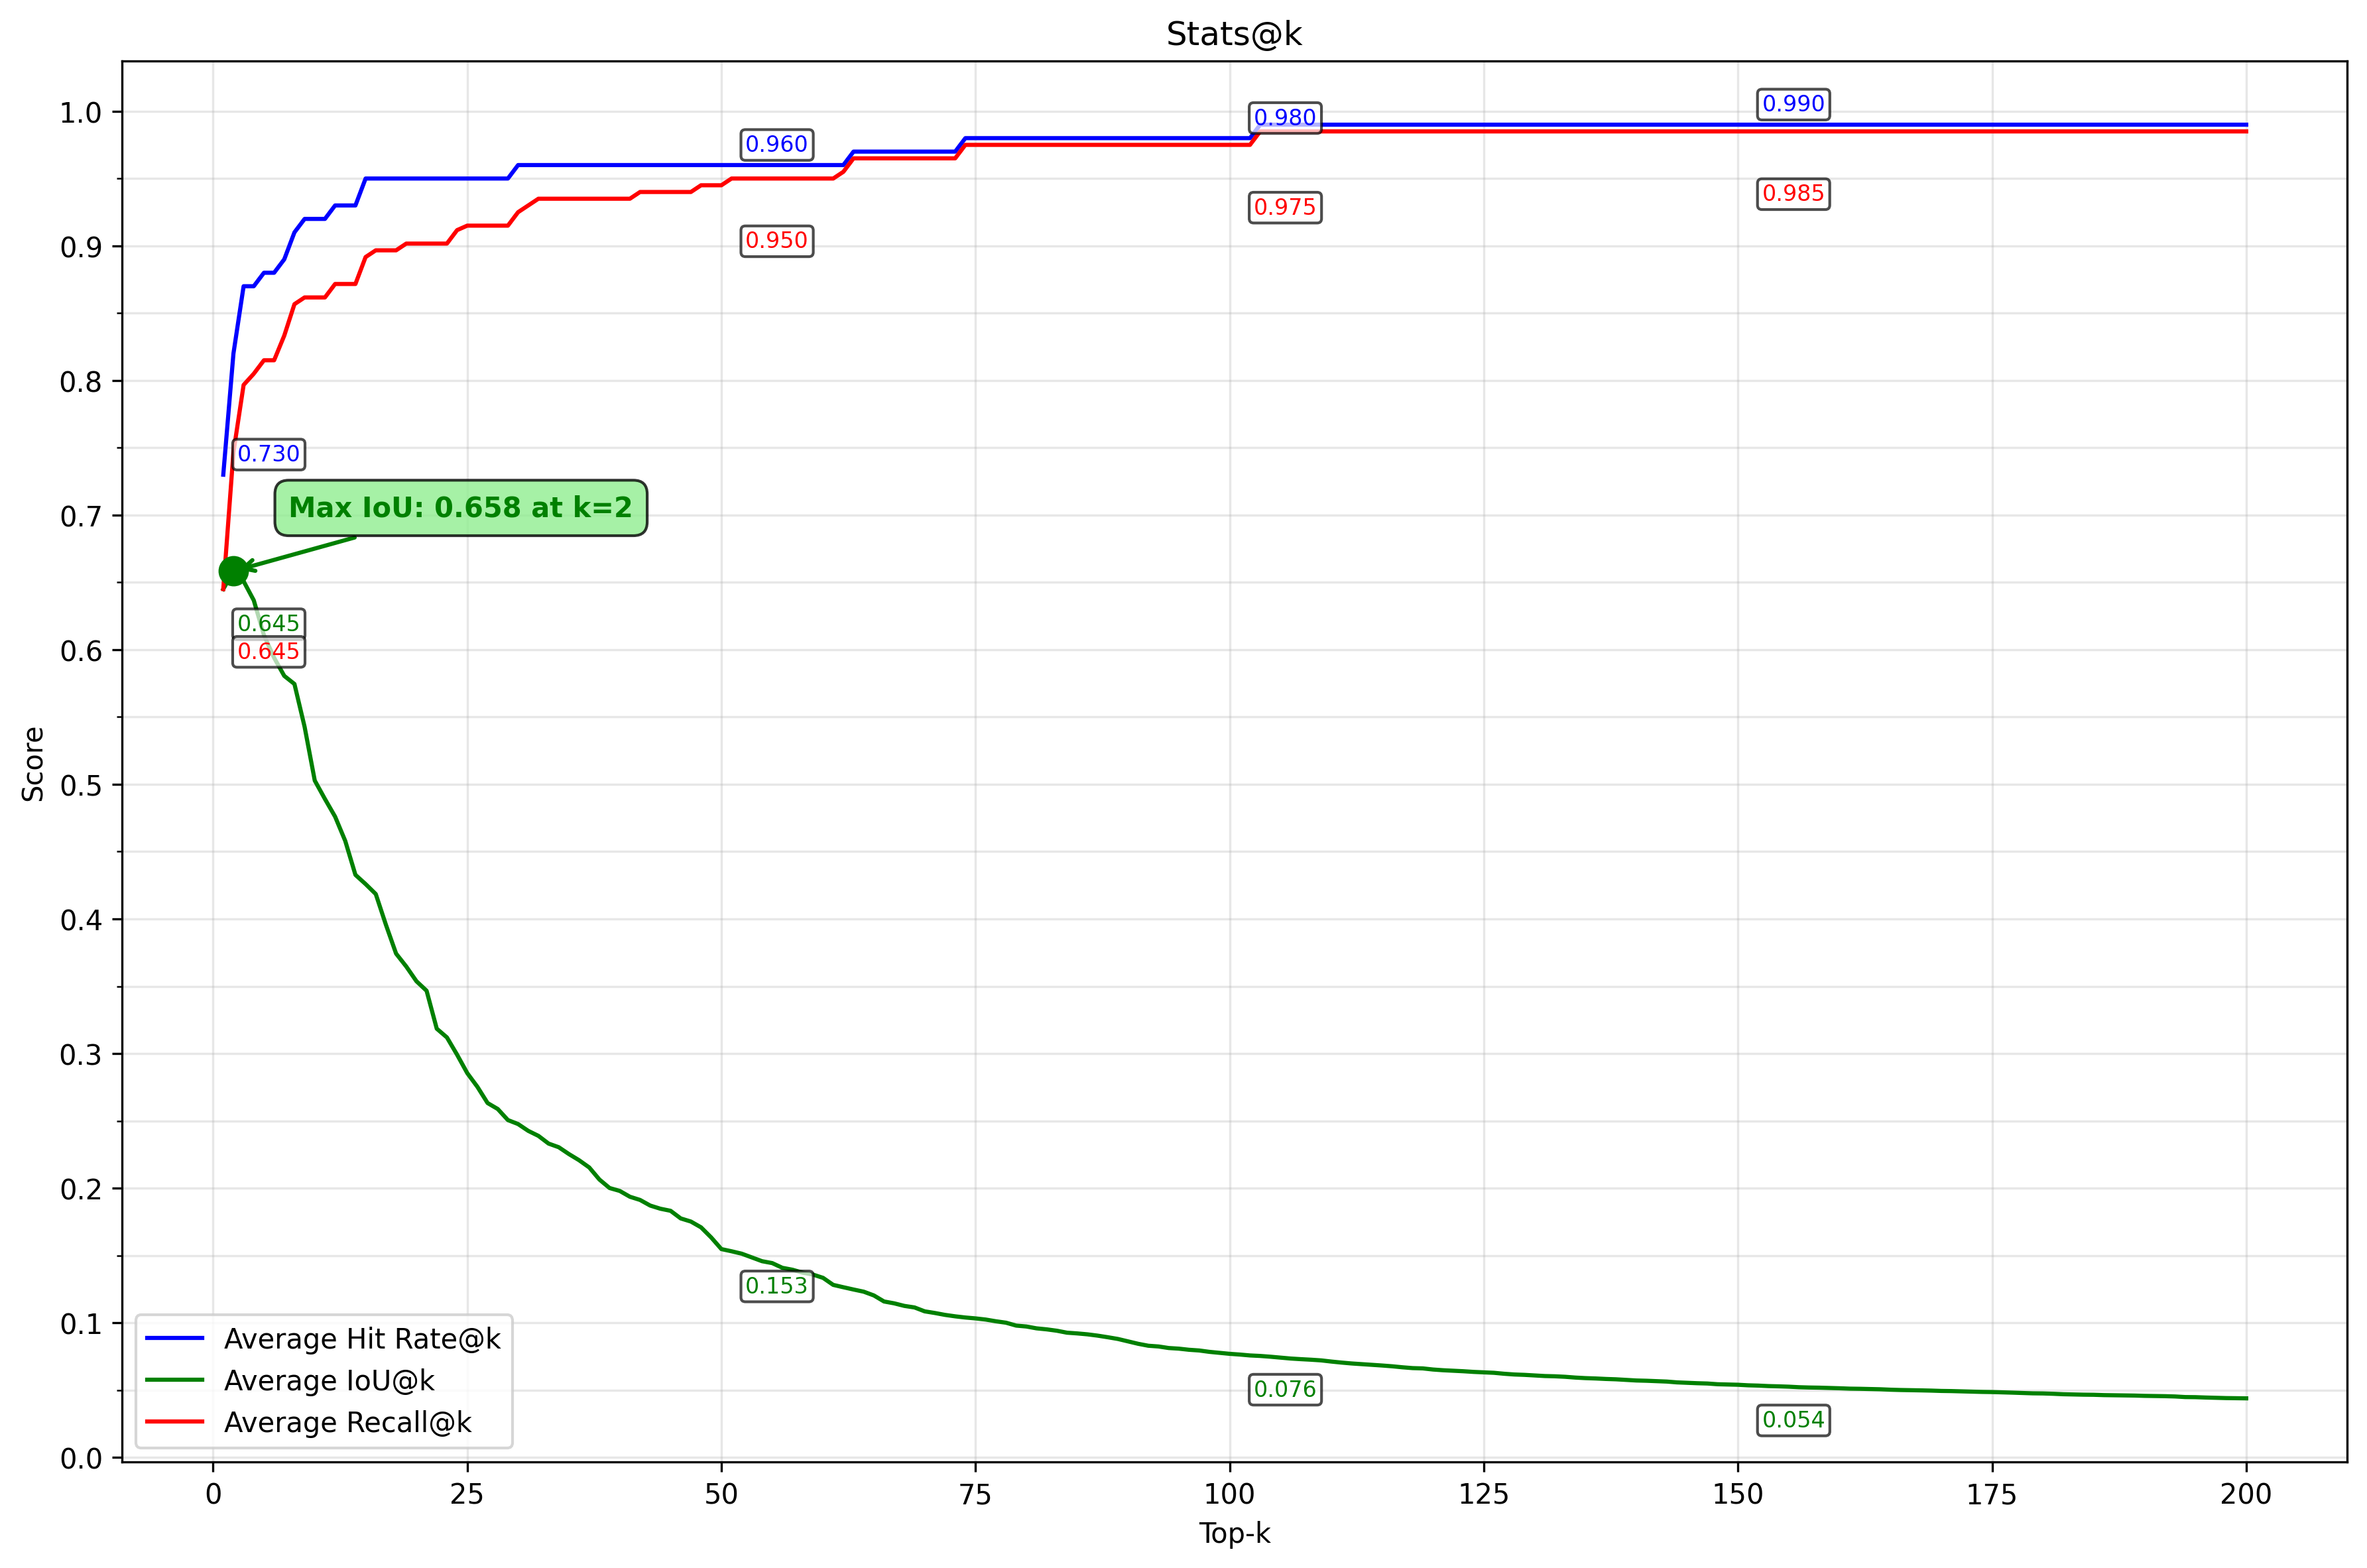 Stats@k
Score
1.0
0.9
0.8
0.7
0.6
0.5
0.4
0.3
0.2
0.1
0.0
0.960
0.980
0.990
0.950
0.975
0.985
0.730
Max IoU: 0.658 at k=2
0.645
0.645
0.153
0.076
0.054
Average Hit Rate@k
Average IoU@k
Average Recall@k
0 25 50 75 100 125 150 175 200
Top-k